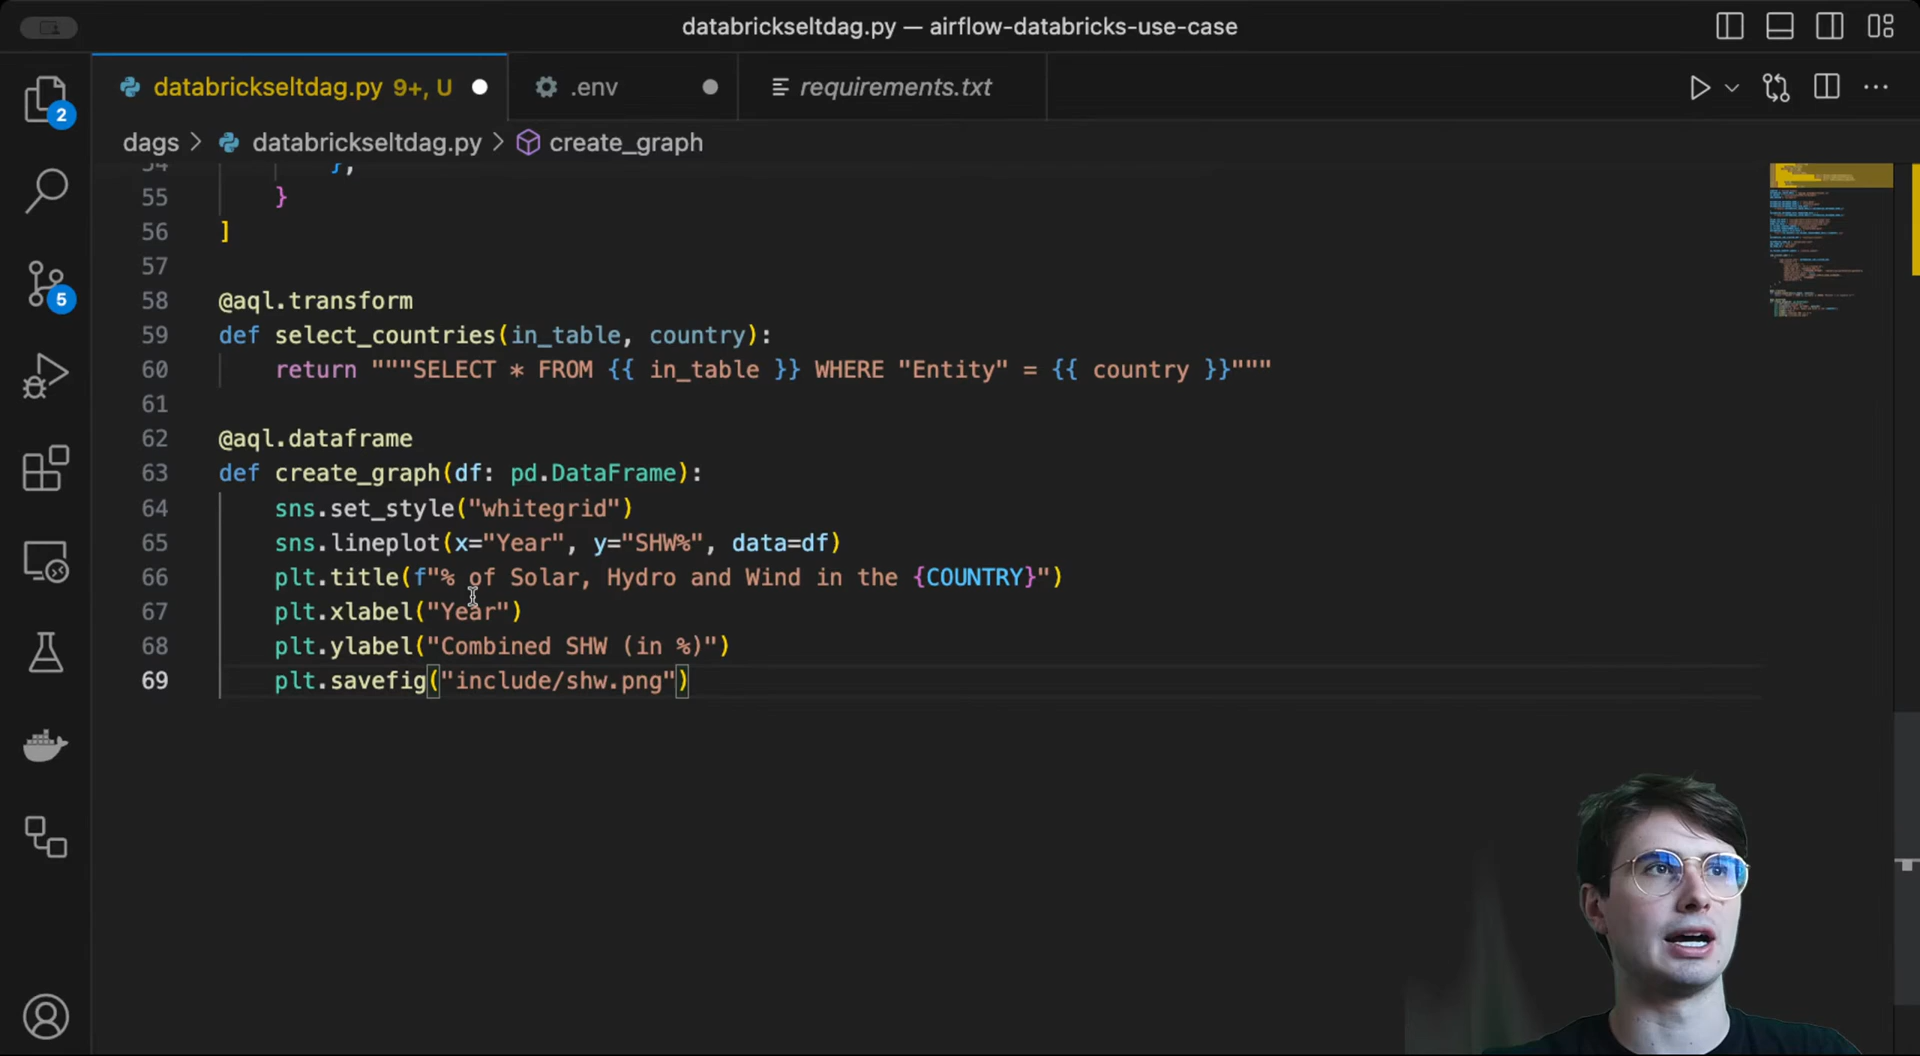 databrickseltdag.py — airflow-databricks-use-case
databrickseltdag.py 9+, U
.env
requirements.txt
dags > databrickseltdag.py > create_graph
2
5
54 },
55 }
56 ]
57
58 @aql.transform
59 def select_countries(in_table, country):
60 return """SELECT * FROM {{ in_table }} WHERE "Entity" = {{ country }}"""
61
62 @aql.dataframe
63 def create_graph(df: pd.DataFrame):
64 sns.set_style("whitegrid")
65 sns.lineplot(x="Year", y="SHW%", data=df)
66 plt.title(f"% of Solar, Hydro and Wind in the {COUNTRY}")
67 plt.xlabel("Year")
68 plt.ylabel("Combined SHW (in %)")
69 plt.savefig("include/shw.png")